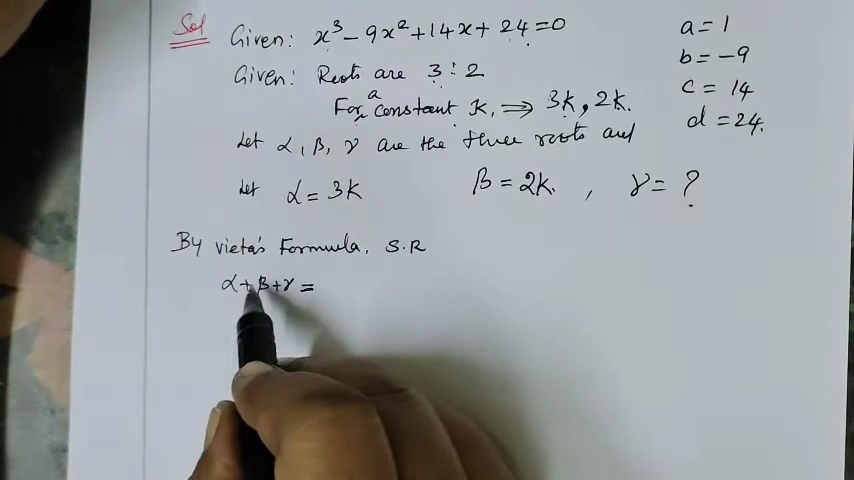 Sol Given: x³ - 9x² + 14x + 24 = 0
Given: Roots are 3:2
For a constant K, ⇒ 3K, 2K.
Let α, β, γ are the three roots and
Let α = 3K β = 2K. , γ = ?
a = 1
b = -9
c = 14
d = 24.
By vieta's Formula, S.R
α + β + γ =